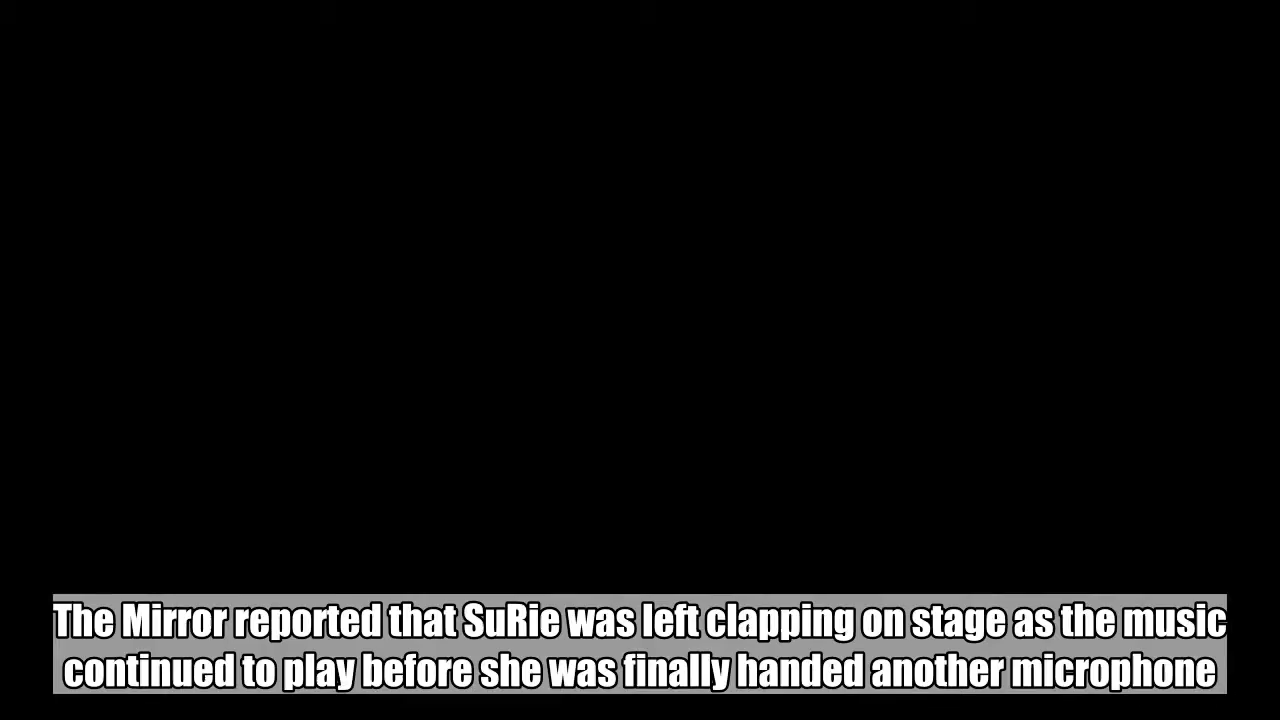 The Mirror reported that SuRie was left clapping on stage as the music
continued to play before she was finally handed another microphone